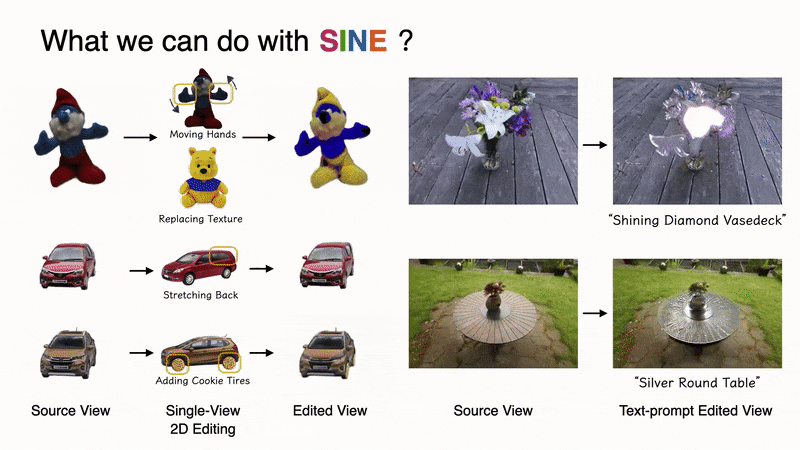 What we can do with SINE ?
Moving Hands
Replacing Texture
Stretching Back
Adding Cookie Tires
Source View
Single-View
2D Editing
Edited View
"Shining Diamond Vasedeck"
"Silver Round Table"
Source View
Text-prompt Edited View